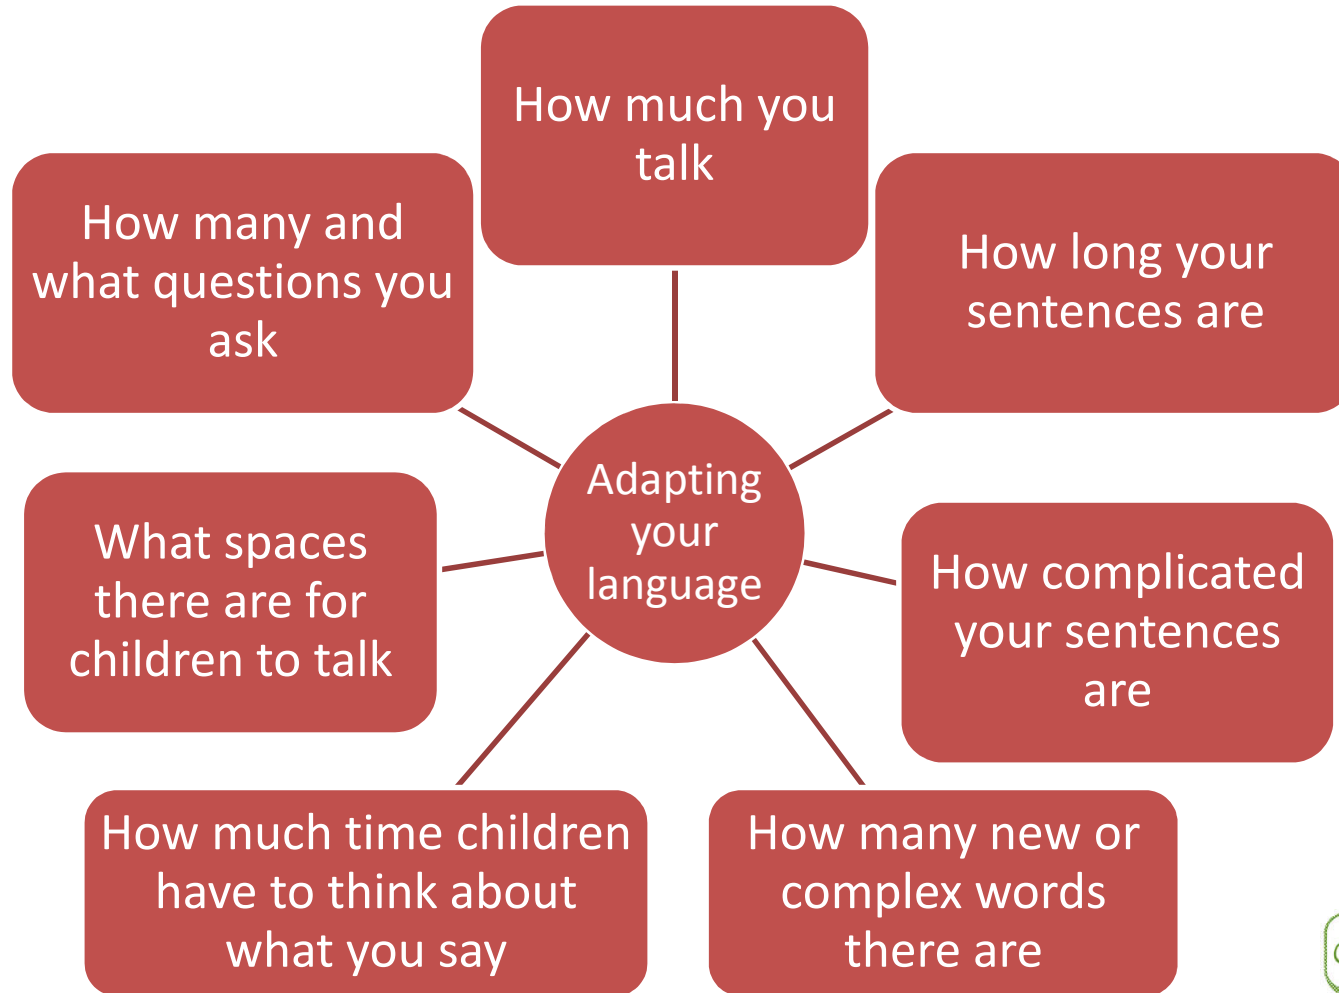 How much you
talk
How long your
sentences are
How complicated
your sentences
are
How many new or
complex words
there are
How much time children
have to think about
what you say
What spaces
there are for
children to talk
How many and
what questions you
ask
Adapting
your
language